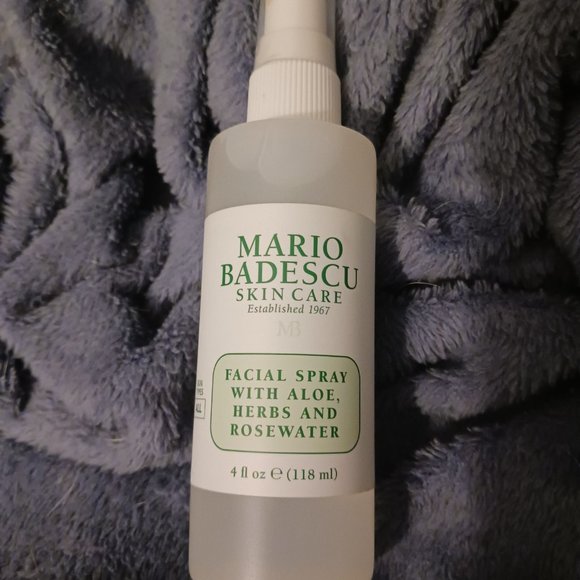 MARIO
BADESCU
SKIN CARE
Established 1967
MB
FACIAL SPRAY
WITH ALOE,
HERBS AND
ROSEWATER
4 fl oz ℮ (118 ml)